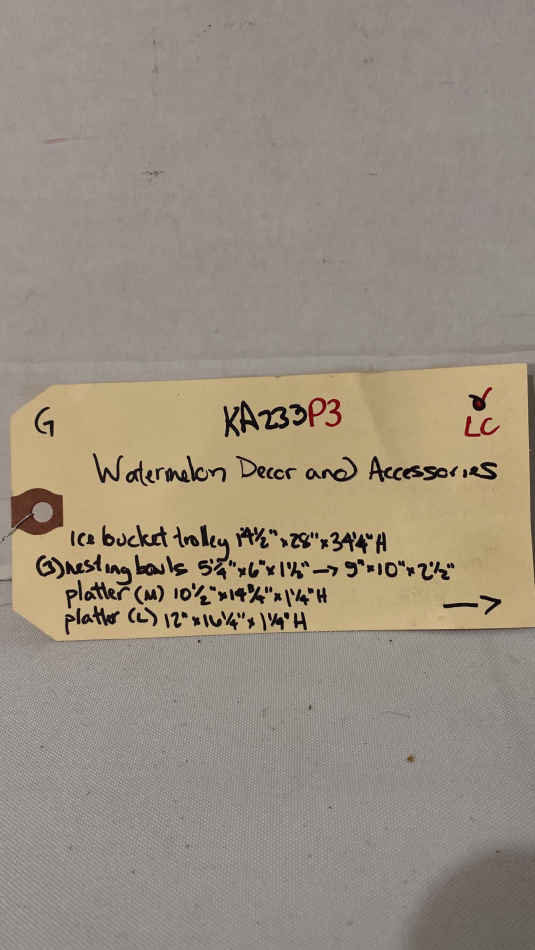 G KA233P3
LC
Watermelon Decor and Accessories
Ice bucket trolley 14½"x28"x34¼"H
(3) nesting bowls 5¼"x6"x1½" → 9"x10"x2½"
platter (M) 10½"x14¾"x1¼"H
platter (L) 12"x16¼"x1¼"H →